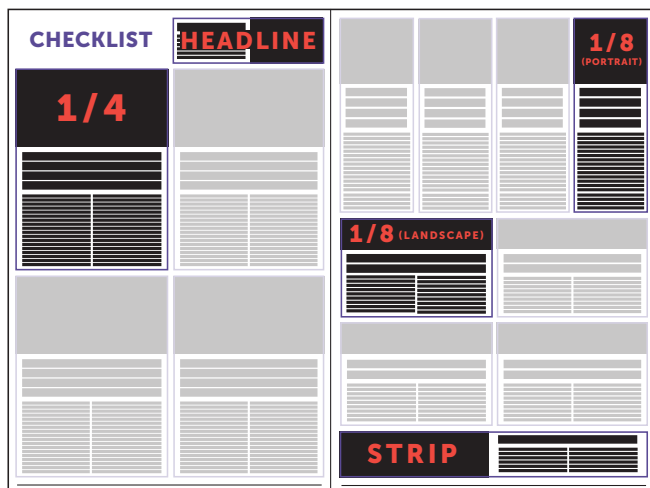 CHECKLIST
HEADLINE
1/4
1/8
(PORTRAIT)
1/8 (LANDSCAPE)
STRIP